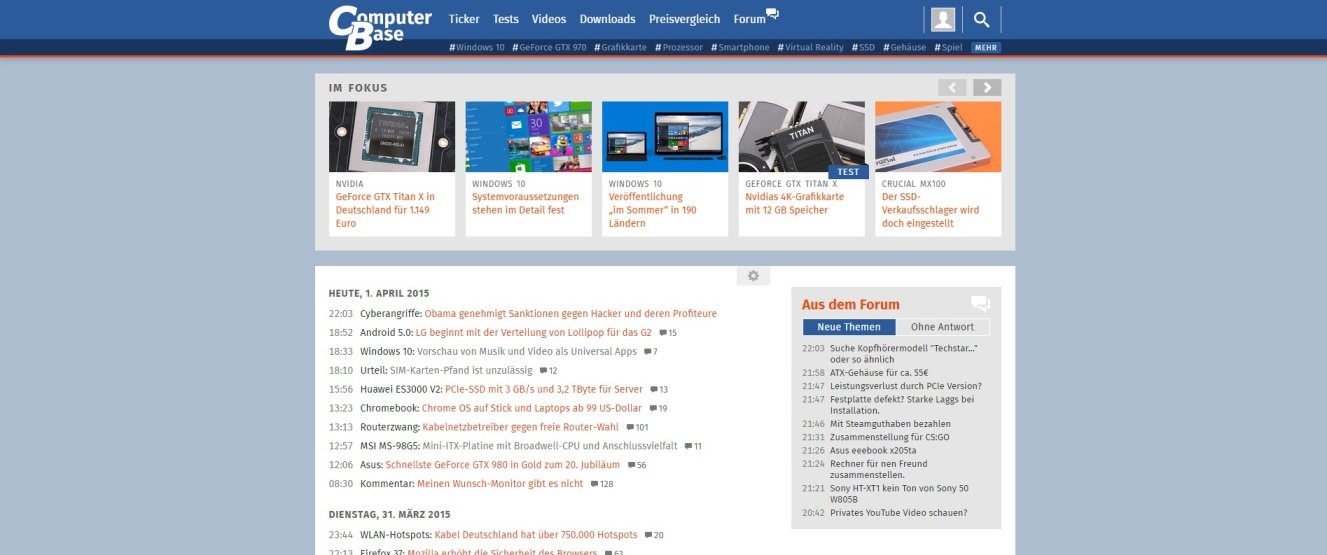 Computer Base
Ticker Tests Videos Downloads Preisvergleich Forum
#Windows 10 #GeForce GTX 970 #Grafikkarte #Prozessor #Smartphone #Virtual Reality #SSD #Gehäuse #Spiel MEHR
IM FOKUS
NVIDIA
GeForce GTX Titan X in
Deutschland für 1.149
Euro
WINDOWS 10
Systemvoraussetzungen
stehen im Detail fest
WINDOWS 10
Veröffentlichung
„im Sommer“ in 190
Ländern
TITAN
TEST
GEFORCE GTX TITAN X
Nvidias 4K-Grafikkarte
mit 12 GB Speicher
crucial
CRUCIAL MX100
Der SSD-
Verkaufsschlager wird
doch eingestellt
HEUTE, 1. APRIL 2015
22:03 Cyberangriffe: Obama genehmigt Sanktionen gegen Hacker und deren Profiteure
18:52 Android 5.0: LG beginnt mit der Verteilung von Lollipop für das G2 15
18:33 Windows 10: Vorschau von Musik und Video als Universal Apps 7
18:10 Urteil: SIM-Karten-Pfand ist unzulässig 12
15:56 Huawei ES3000 V2: PCIe-SSD mit 3 GB/s und 3,2 TByte für Server 13
13:23 Chromebook: Chrome OS auf Stick und Laptops ab 99 US-Dollar 19
13:13 Routerzwang: Kabelnetzbetreiber gegen freie Router-Wahl 101
12:57 MSI MS-98G5: Mini-ITX-Platine mit Broadwell-CPU und Anschlussvielfalt 11
12:06 Asus: Schnellste GeForce GTX 980 in Gold zum 20. Jubiläum 56
08:30 Kommentar: Meinen Wunsch-Monitor gibt es nicht 128
DIENSTAG, 31. MÄRZ 2015
23:44 WLAN-Hotspots: Kabel Deutschland hat über 750.000 Hotspots 20
22:13 Firefox 37: Mozilla erhöht die Sicherheit des Browsers 63
Aus dem Forum
Neue Themen Ohne Antwort
22:03 Suche Kopfhörermodell "Techstar..."
oder so ähnlich
21:58 ATX-Gehäuse für ca. 55€
21:47 Leistungsverlust durch PCIe Version?
21:47 Festplatte defekt? Starke Laggs bei
Installation.
21:46 Mit Steamguthaben bezahlen
21:31 Zusammenstellung für CS:GO
21:26 Asus eeebook x205ta
21:24 Rechner für nen Freund
zusammenstellen.
21:21 Sony HT-XT1 kein Ton von Sony 50
W805B
20:42 Privates YouTube Video schauen?